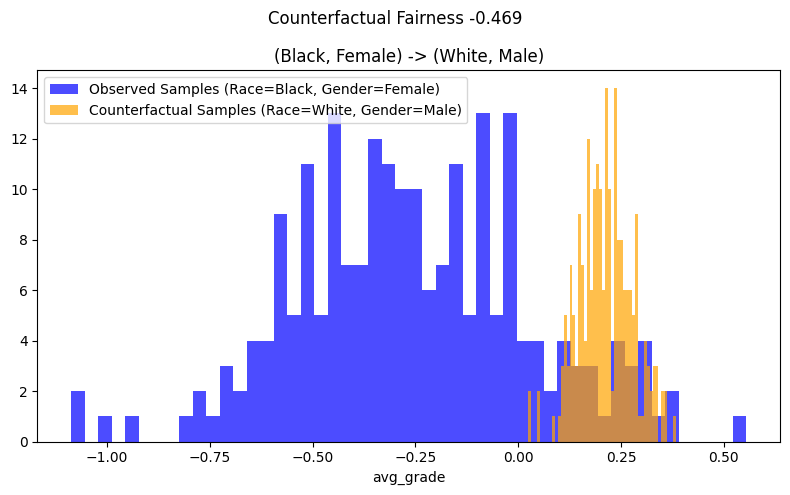 Counterfactual Fairness -0.469
(Black, Female) -> (White, Male)
Observed Samples (Race=Black, Gender=Female)
Counterfactual Samples (Race=White, Gender=Male)
14
12
10
8
6
4
2
0
−1.00 −0.75 −0.50 −0.25 0.00 0.25 0.50
avg_grade